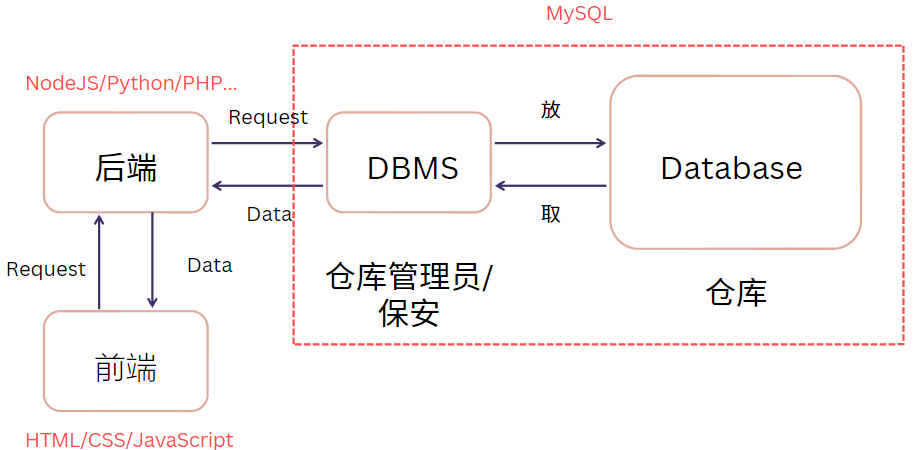 MySQL
NodeJS/Python/PHP...
Request
放
后端
DBMS
Database
Data
取
Request
Data
仓库管理员/
保安
仓库
前端
HTML/CSS/JavaScript